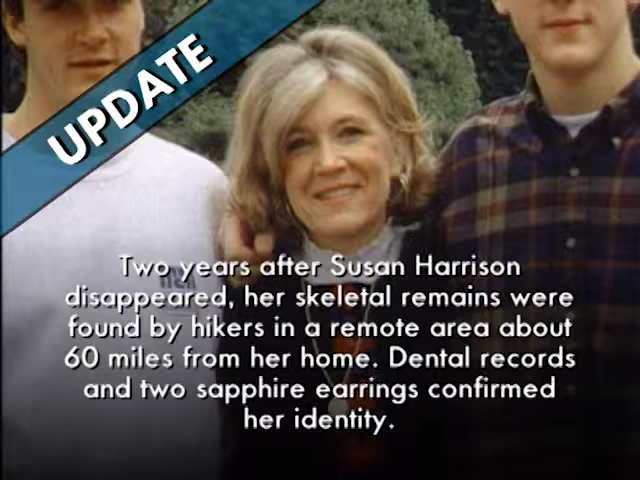 UPDATE
Two years after Susan Harrison
disappeared, her skeletal remains were
found by hikers in a remote area about
60 miles from her home. Dental records
and two sapphire earrings confirmed
her identity.